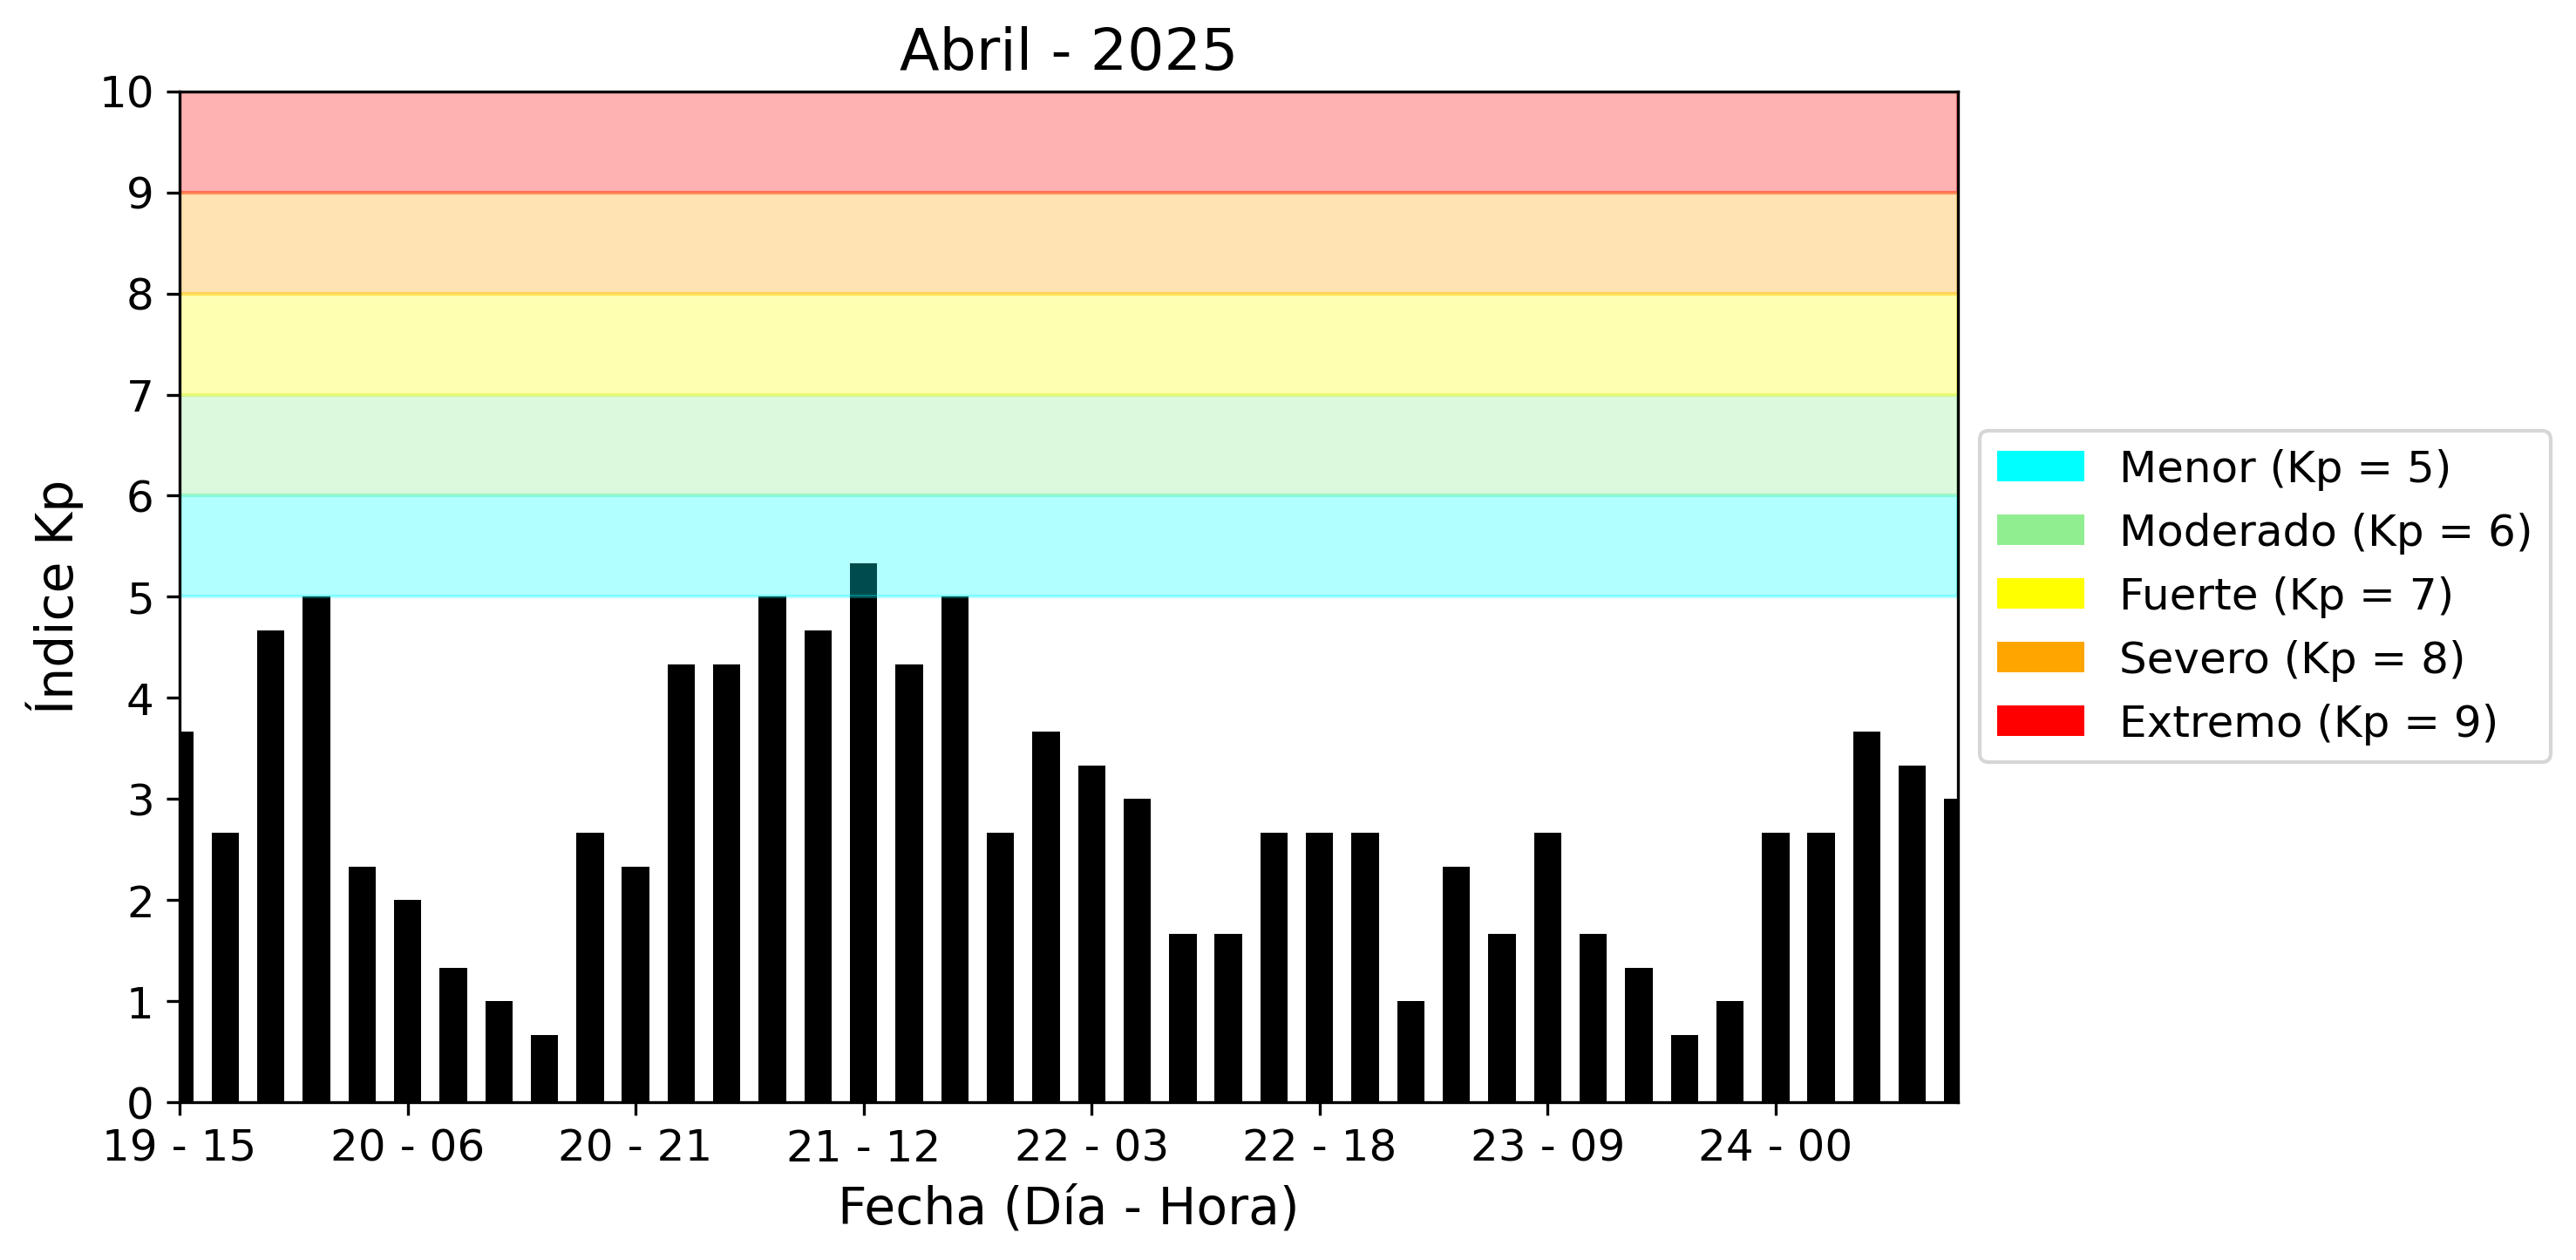 Abril - 2025
Índice Kp
10
9
8
7
6
5
4
3
2
1
0
19 - 15
20 - 06
20 - 21
21 - 12
22 - 03
22 - 18
23 - 09
24 - 00
Fecha (Día - Hora)
Menor (Kp = 5)
Moderado (Kp = 6)
Fuerte (Kp = 7)
Severo (Kp = 8)
Extremo (Kp = 9)